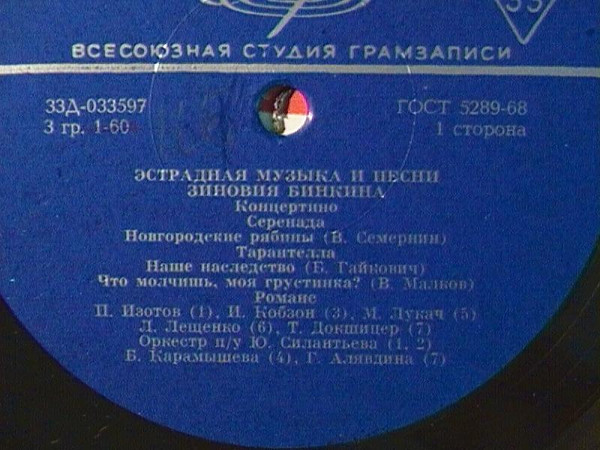 33
ВСЕСОЮЗНАЯ СТУДИЯ ГРАМЗАПИСИ
33Д-033597 ГОСТ 5289-68
3 гр. 1-60 1 сторона
ЭСТРАДНАЯ МУЗЫКА И ПЕСНИ
ЗИНОВИЯ БИНКИНА
Концертино
Серенада
Новгородские рябины (В. Семернин)
Тарантелла
Наше наследство (Б. Гайкович)
Что молчишь, моя грустинка? (В. Малков)
Романс
П. Изотов (1), И. Кобзон (3), М. Лукач (5)
Л. Лещенко (6), Т. Докшицер (7)
Оркестр п/у Ю. Силантьева (1, 2)
Б. Карамышева (4), Г. Алявдина (7)